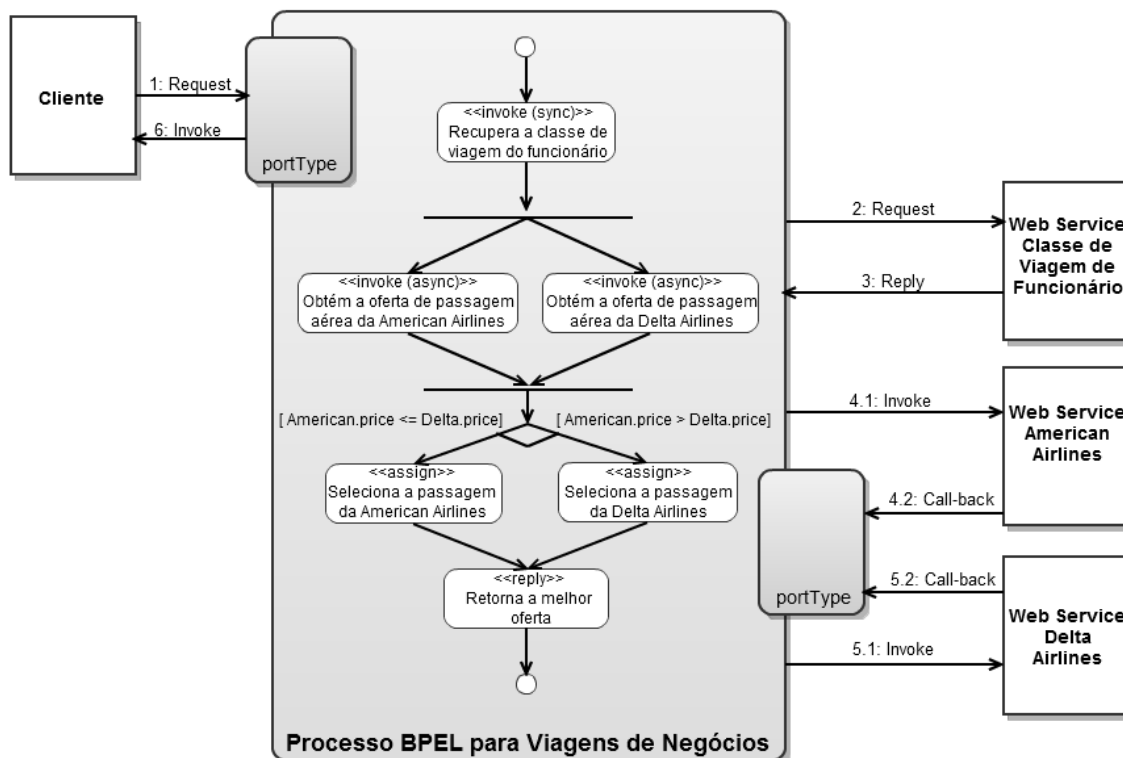 Cliente
1: Request
6: Invoke
portType
<<invoke (sync)>>
Recupera a classe de
viagem do funcionário
2: Request
3: Reply
Web Service
Classe de
Viagem de
Funcionário
<<invoke (async)>>
Obtém a oferta de passagem
aérea da American Airlines
<<invoke (async)>>
Obtém a oferta de passagem
aérea da Delta Airlines
[ American.price <= Delta.price]
[ American.price > Delta.price]
4.1: Invoke
4.2: Call-back
Web Service
American
Airlines
<<assign>>
Seleciona a passagem
da American Airlines
<<assign>>
Seleciona a passagem
da Delta Airlines
portType
5.2: Call-back
5.1: Invoke
Web Service
Delta
Airlines
<<reply>>
Retorna a melhor
oferta
Processo BPEL para Viagens de Negócios